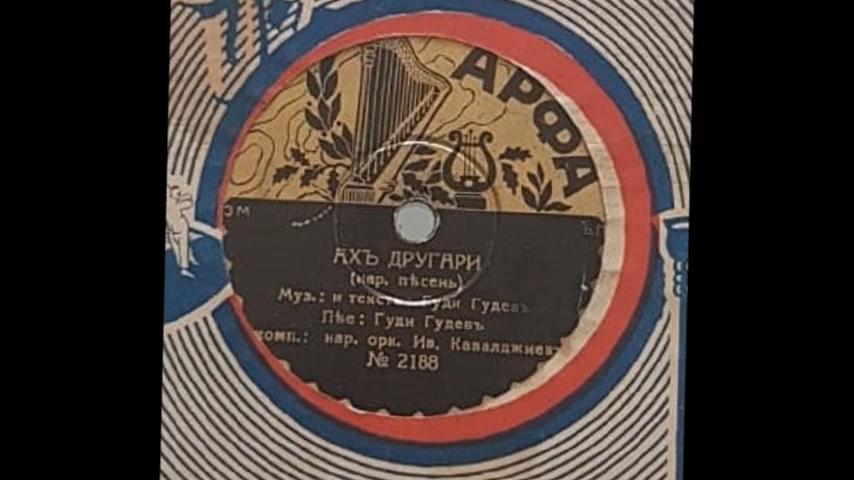 АРФА
АХЪ ДРУГАРИ
(нар. пѣсень)
Муз.: и текстъ Гуди Гудевъ
Пѣе: Гуди Гудевъ
комп.: нар. орк. Ив. Кавалджиевъ
№ 2188